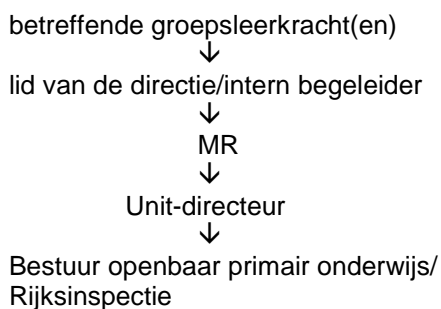 betreffende groepsleerkracht(en)
↓
lid van de directie/intern begeleider
↓
MR
↓
Unit-directeur
↓
Bestuur openbaar primair onderwijs/
Rijksinspectie